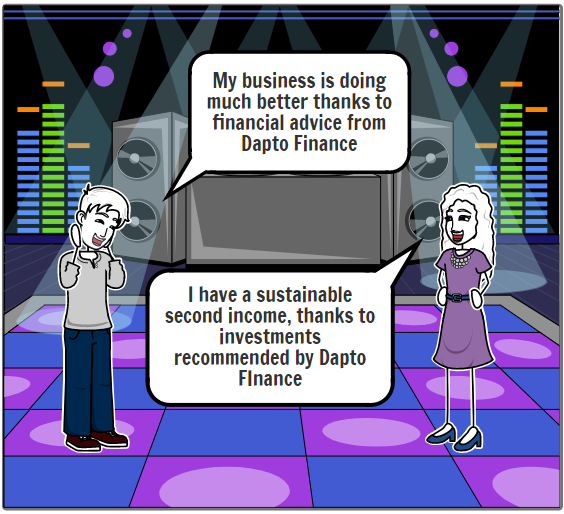 My business is doing
much better thanks to
financial advice from
Dapto Finance
I have a sustainable
second income, thanks to
investments
recommended by Dapto
FInance